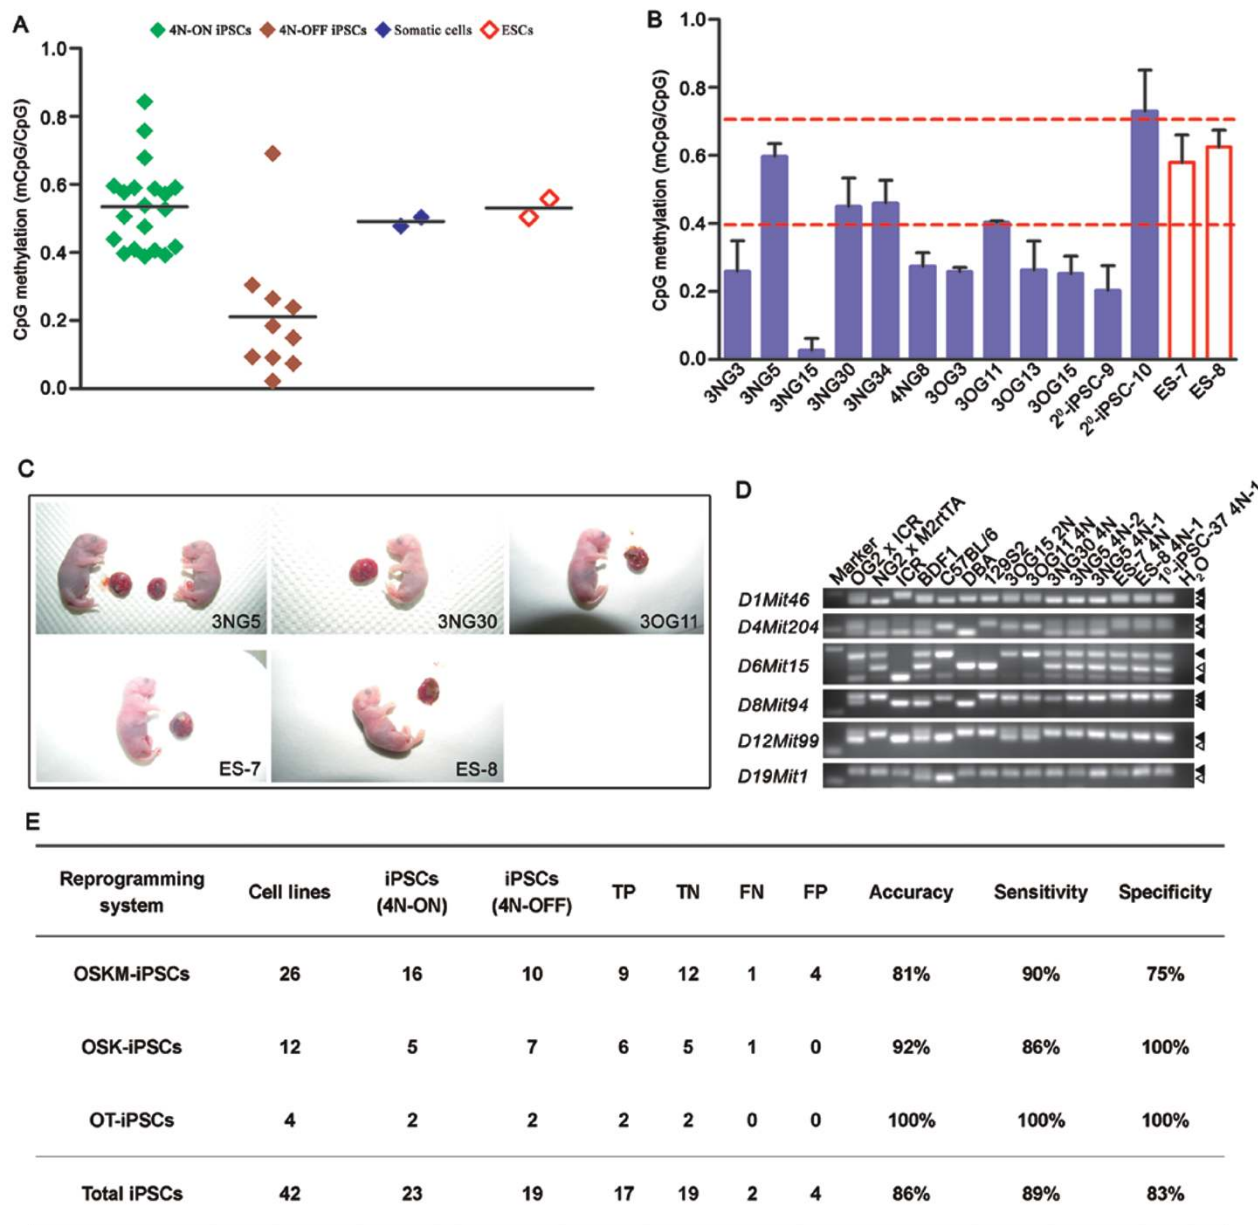 A
4N-ON iPSCs 4N-OFF iPSCs Somatic cells ESCs
CpG methylation (mCpG/CpG)
1.0
0.8
0.6
0.4
0.2
0.0
B
CpG methylation (mCpG/CpG)
1.0
0.8
0.6
0.4
0.2
0.0
3NG3
3NG5
3NG15
3NG30
3NG34
4NG8
3OG3
3OG11
3OG13
3OG15
2⁰-iPSC-9
2⁰-iPSC-10
ES-7
ES-8
C
3NG5
3NG30
3OG11
ES-7
ES-8
D
Marker
OG2 x ICR
NG2 x M2rtTA
ICR
BDF1
C57BL/6
DBA
129S2
3OG15 2N
3OG11 4N
3NG30 4N
3NG5 4N-2
3NG5 4N-1
ES-7 4N
ES-8 4N-1
1⁰-iPSC-37 4N-1
H₂O
D1Mit46
D4Mit204
D6Mit15
D8Mit94
D12Mit99
D19Mit1
E
Reprogramming system Cell lines iPSCs (4N-ON) iPSCs (4N-OFF) TP TN FN FP Accuracy Sensitivity Specificity
OSKM-iPSCs 26 16 10 9 12 1 4 81% 90% 75%
OSK-iPSCs 12 5 7 6 5 1 0 92% 86% 100%
OT-iPSCs 4 2 2 2 2 0 0 100% 100% 100%
Total iPSCs 42 23 19 17 19 2 4 86% 89% 83%